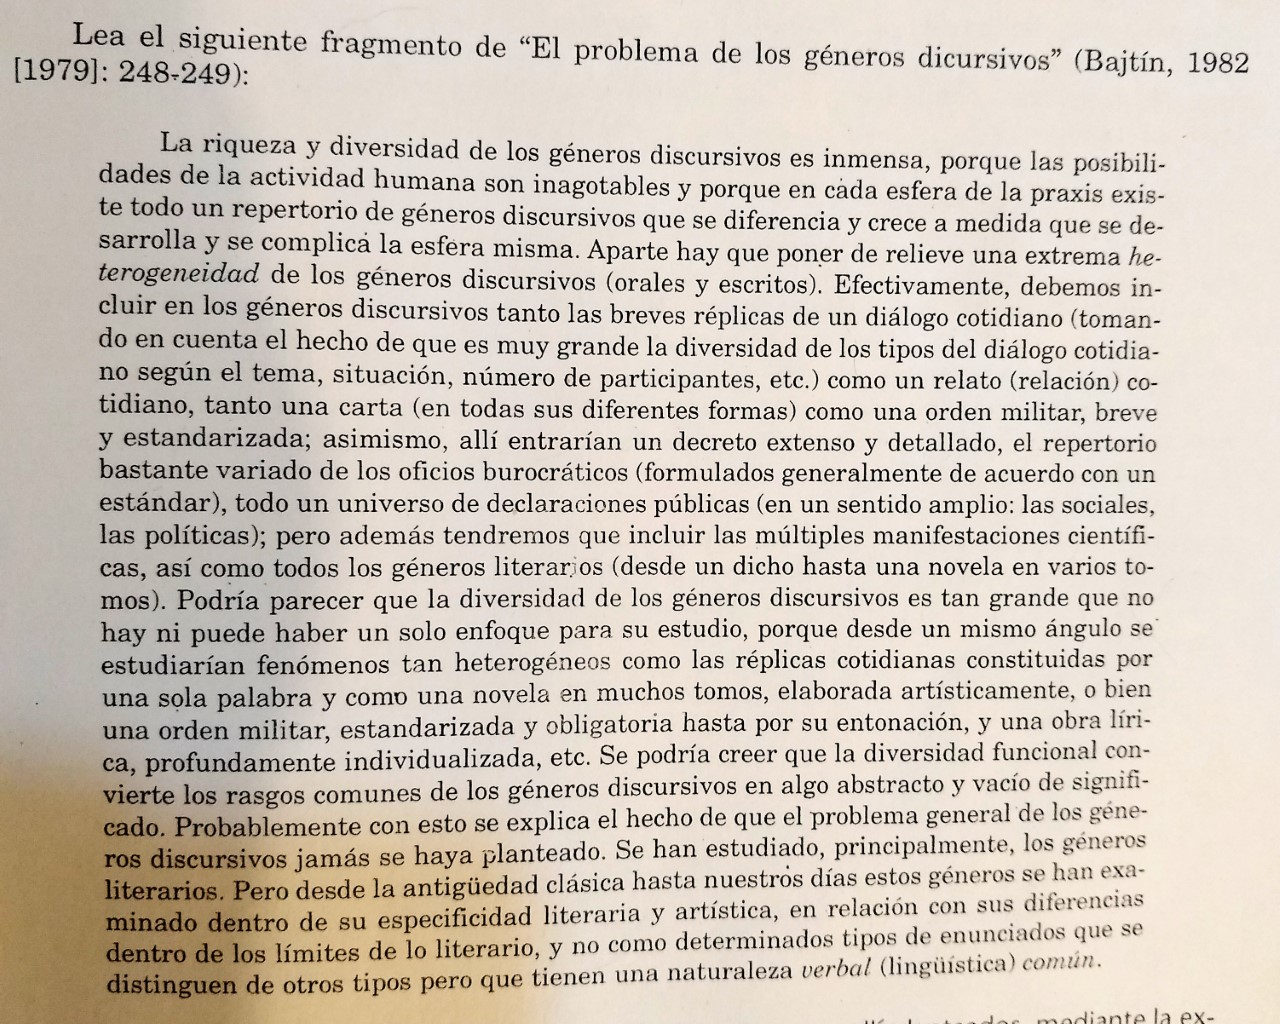 Lea el siguiente fragmento de “El problema de los géneros dicursivos” (Bajtín, 1982
[1979]: 248-249):
La riqueza y diversidad de los géneros discursivos es inmensa, porque las posibili-
dades de la actividad humana son inagotables y porque en cada esfera de la praxis exis-
te todo un repertorio de géneros discursivos que se diferencia y crece a medida que se de-
sarrolla y se complica la esfera misma. Aparte hay que poner de relieve una extrema he-
terogeneidad de los géneros discursivos (orales y escritos). Efectivamente, debemos in-
cluir en los géneros discursivos tanto las breves réplicas de un diálogo cotidiano (toman-
do en cuenta el hecho de que es muy grande la diversidad de los tipos del diálogo cotidia-
no según el tema, situación, número de participantes, etc.) como un relato (relación) co-
tidiano, tanto una carta (en todas sus diferentes formas) como una orden militar, breve
y estandarizada; asimismo, allí entrarían un decreto extenso y detallado, el repertorio
bastante variado de los oficios burocráticos (formulados generalmente de acuerdo con un
estándar), todo un universo de declaraciones públicas (en un sentido amplio: las sociales,
las políticas); pero además tendremos que incluir las múltiples manifestaciones científi-
cas, así como todos los géneros literarios (desde un dicho hasta una novela en varios to-
mos). Podría parecer que la diversidad de los géneros discursivos es tan grande que no
hay ni puede haber un solo enfoque para su estudio, porque desde un mismo ángulo se
estudiarían fenómenos tan heterogéneos como las réplicas cotidianas constituidas por
una sola palabra y como una novela en muchos tomos, elaborada artísticamente, o bien
una orden militar, estandarizada y obligatoria hasta por su entonación, y una obra líri-
ca, profundamente individualizada, etc. Se podría creer que la diversidad funcional con-
vierte los rasgos comunes de los géneros discursivos en algo abstracto y vacío de signifi-
cado. Probablemente con esto se explica el hecho de que el problema general de los géne-
ros discursivos jamás se haya planteado. Se han estudiado, principalmente, los géneros
literarios. Pero desde la antigüedad clásica hasta nuestros días estos géneros se han exa-
minado dentro de su especificidad literaria y artística, en relación con sus diferencias
dentro de los límites de lo literario, y no como determinados tipos de enunciados que se
distinguen de otros tipos pero que tienen una naturaleza verbal (lingüística) común.
mediante la ex-